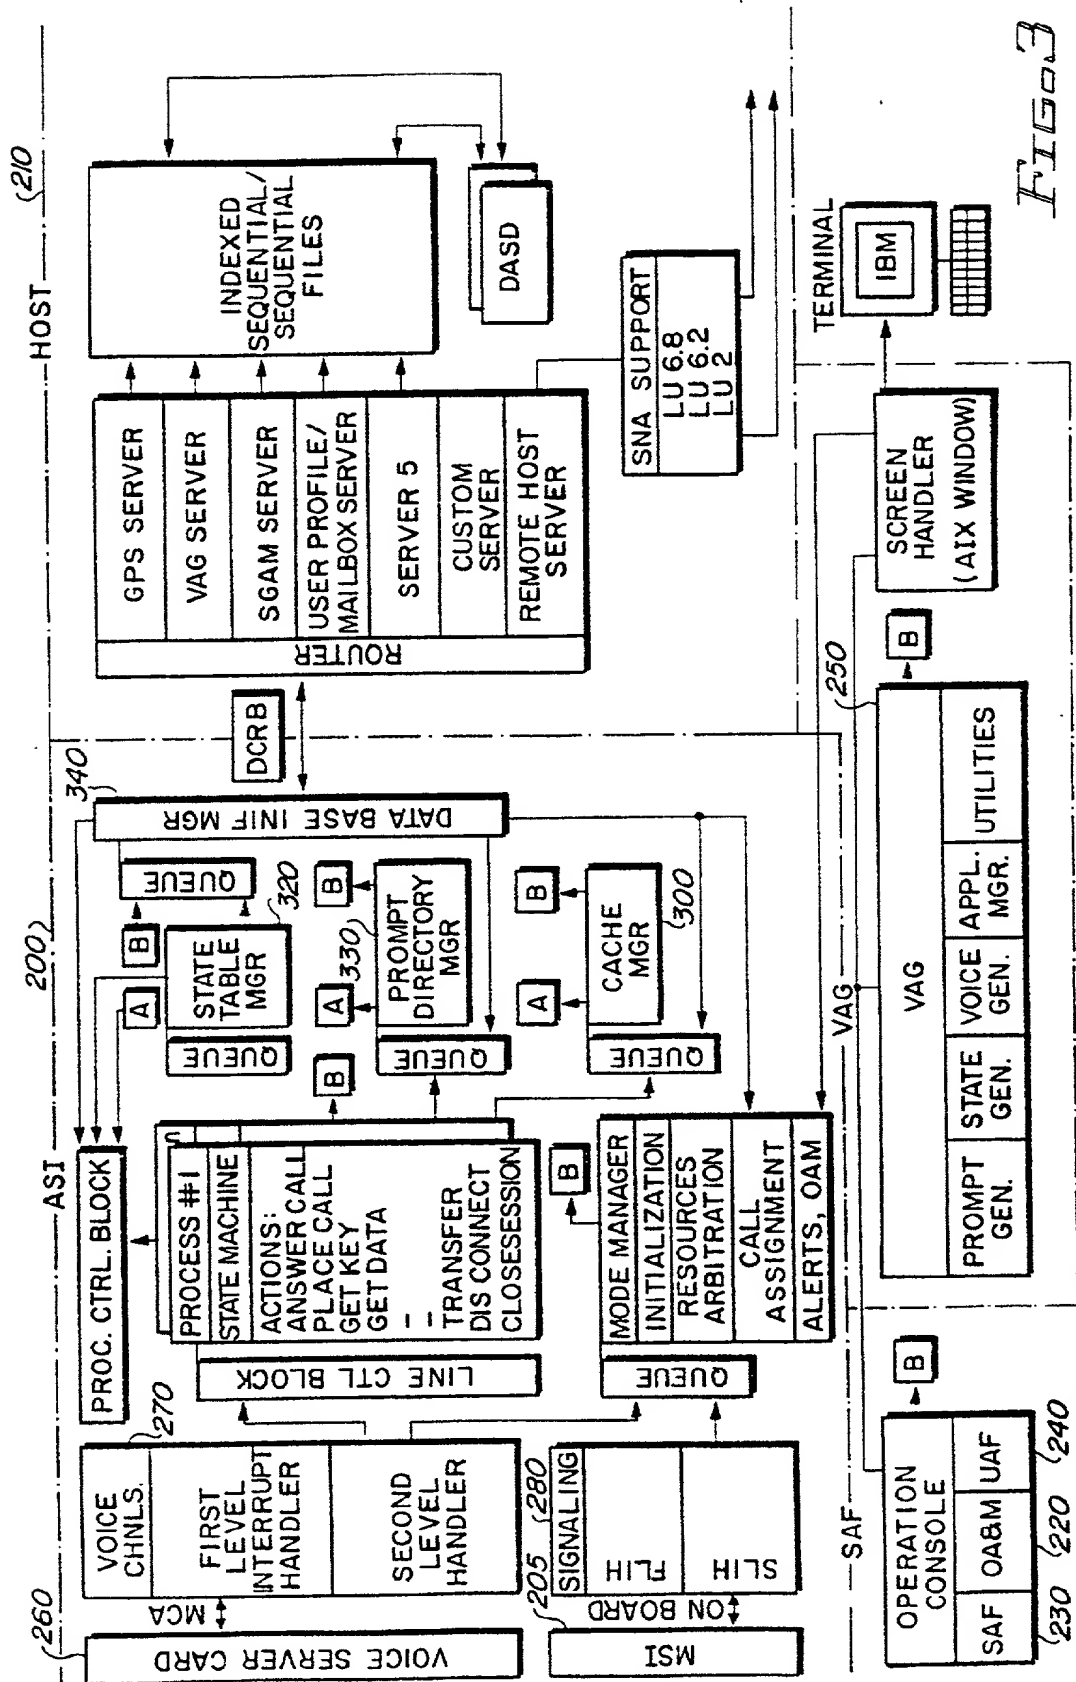 HOST
210
INDEXED
SEQUENTIAL/
SEQUENTIAL
FILES
DASD
GPS SERVER
VAG SERVER
SGAM SERVER
USER PROFILE/
MAILBOX SERVER
SERVER 5
CUSTOM
SERVER
REMOTE HOST
SERVER
ROUTER
SNA SUPPORT
LU 6.8
LU 6.2
LU 2
DCRB
200
ASI
340
DATA BASE INIF MGR
QUEUE
B
A
320
STATE
TABLE
MGR
QUEUE
B
A
330
PROMPT
DIRECTORY
MGR
QUEUE
B
A
300
CACHE
MGR
QUEUE
PROC. CTRL. BLOCK
B
PROCESS #1
n
STATE MACHINE
ACTIONS:
ANSWER CALL
PLACE CALL
GET KEY
GET DATA
–
–
TRANSFER
DIS CONNECT
CLOSESESSION
LINE CTL BLOCK
B
MODE MANAGER
INITIALIZATION
RESOURCES
ARBITRATION
CALL
ASSIGNMENT
ALERTS, OAM
QUEUE
270
VOICE
CHNLS.
FIRST
LEVEL
INTERRUPT
HANDLER
SECOND
LEVEL
HANDLER
280
SIGNALING
FLIH
SLIH
260
MCA
VOICE SERVER CARD
205
ON BOARD
MSI
TERMINAL
IBM
SCREEN
HANDLER
(AIX WINDOW)
VAG
250
B
VAG
PROMPT
GEN.
STATE
GEN.
VOICE
GEN.
APPL.
MGR.
UTILITIES
SAF
B
OPERATION
CONSOLE
SAF
OA&M
UAF
230
220
240
FIG. 3